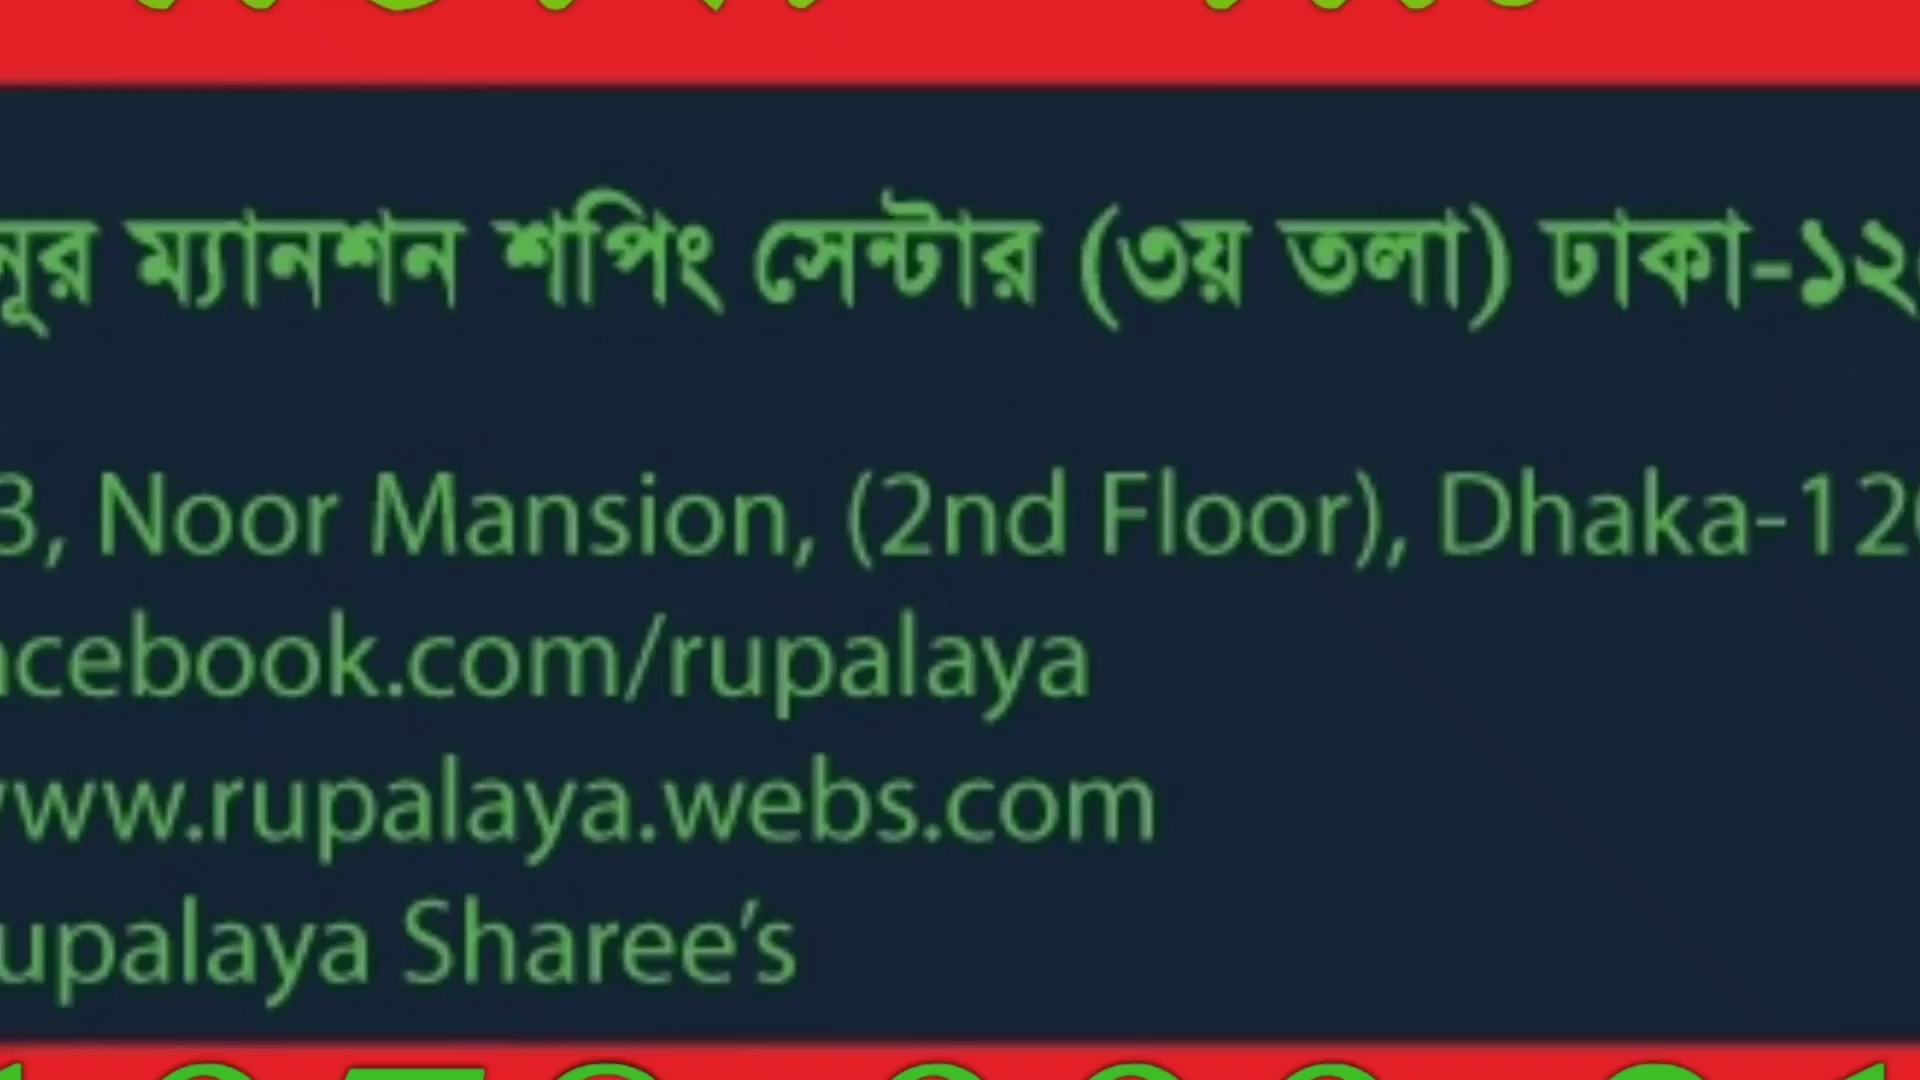 নূর ম্যানশন শপিং সেন্টার (৩য় তলা) ঢাকা-১২
3, Noor Mansion, (2nd Floor), Dhaka-120
acebook.com/rupalaya
www.rupalaya.webs.com
upalaya Sharee’s